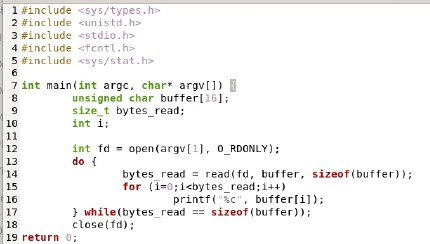 1 #include <sys/types.h>
2 #include <unistd.h>
3 #include <stdio.h>
4 #include <fcntl.h>
5 #include <sys/stat.h>
6
7 int main(int argc, char* argv[]) {
8         unsigned char buffer[16];
9         size_t bytes_read;
10         int i;
11
12         int fd = open(argv[1], O_RDONLY);
13         do {
14                 bytes_read = read(fd, buffer, sizeof(buffer));
15                 for (i=0;i<bytes_read;i++)
16                         printf("%c", buffer[i]);
17         } while(bytes_read == sizeof(buffer));
18         close(fd);
19 return 0;